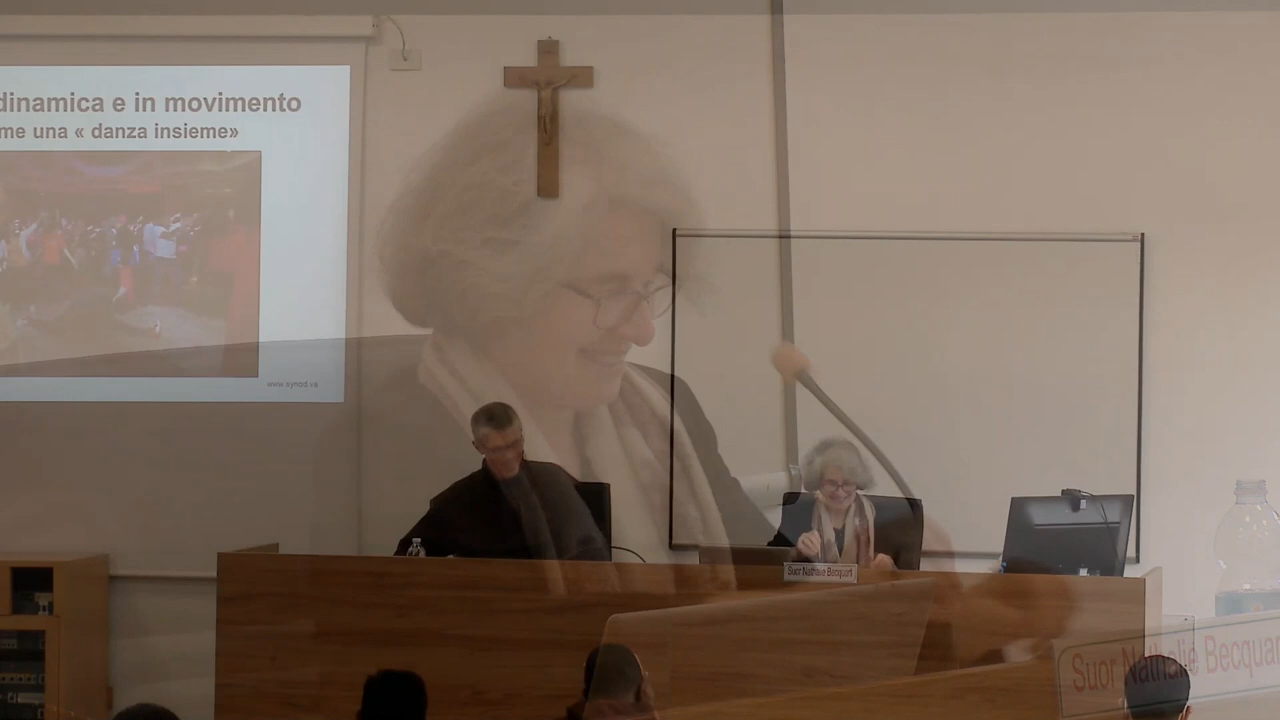 dinamica e in movimento
me una « danza insieme»
www.synod.va
Suor Nathalie Becquart
Suor Nathalie Becquar